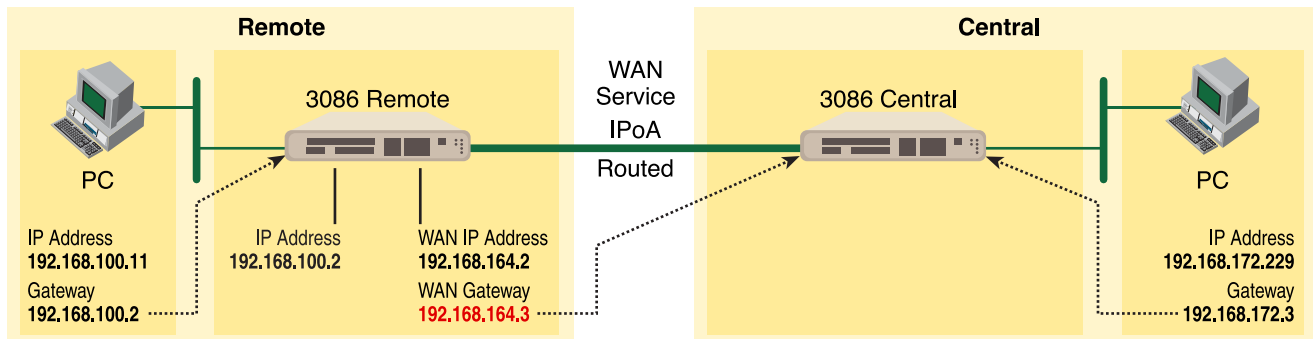 Remote
Central
3086 Remote
WAN
Service
IPoA
Routed
3086 Central
PC
PC
IP Address
192.168.100.11
Gateway
192.168.100.2
IP Address
192.168.100.2
WAN IP Address
192.168.164.2
WAN Gateway
192.168.164.3
IP Address
192.168.172.229
Gateway
192.168.172.3